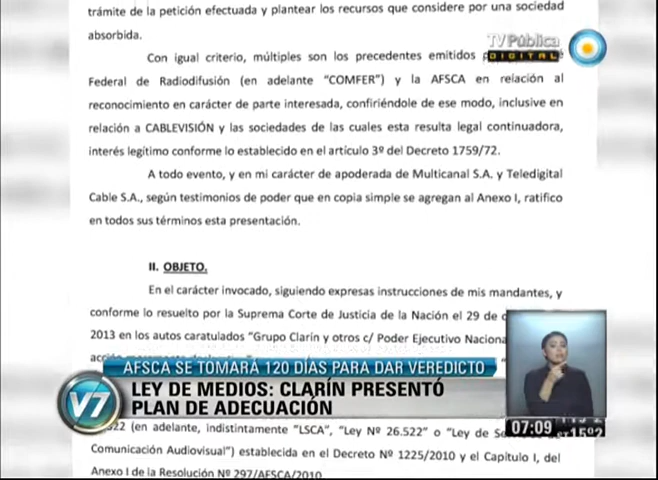 trámite de la petición efectuada y plantear los recursos que considere por una sociedad
absorbida.
Con igual criterio, múltiples son los precedentes emitidos
Federal de Radiodifusión (en adelante “COMFER”) y la AFSCA en relación al
reconocimiento en carácter de parte interesada, confiriéndole de ese modo, inclusive en
relación a CABLEVISIÓN y las sociedades de las cuales esta resulta legal continuadora,
interés legítimo conforme lo establecido en el artículo 3º del Decreto 1759/72.
A todo evento, y en mi carácter de apoderada de Multicanal S.A. y Teledigital
Cable S.A., según testimonios de poder que en copia simple se agregan al Anexo I, ratifico
en todos sus términos esta presentación.
II. OBJETO.
En el carácter invocado, siguiendo expresas instrucciones de mis mandantes, y
conforme lo resuelto por la Suprema Corte de Justicia de la Nación el 29 de
2013 en los autos caratulados “Grupo Clarín y otros c/ Poder Ejecutivo Naciona
(en adelante, indistintamente “LSCA”, “Ley Nº 26.522” o “Ley de
Comunicación Audiovisual”) establecida en el Decreto Nº 1225/2010 y el Capítulo I, del
Anexo I de la Resolución Nº 297/AFSCA/2010
TV Pública
DIGITAL
AFSCA SE TOMARÁ 120 DÍAS PARA DAR VEREDICTO
V7
LEY DE MEDIOS: CLARÍN PRESENTÓ
PLAN DE ADECUACIÓN
07:09
15º2